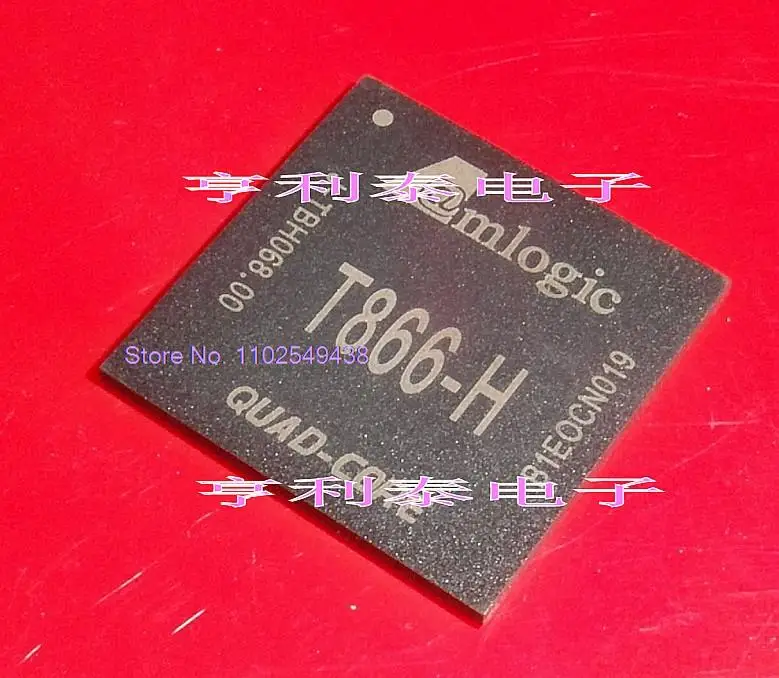 亨利泰电子
@mlogic
TBH068.00
T866-H
Store No. 1102549438
B1EOCN019
QUAD-CORE
亨利泰电子